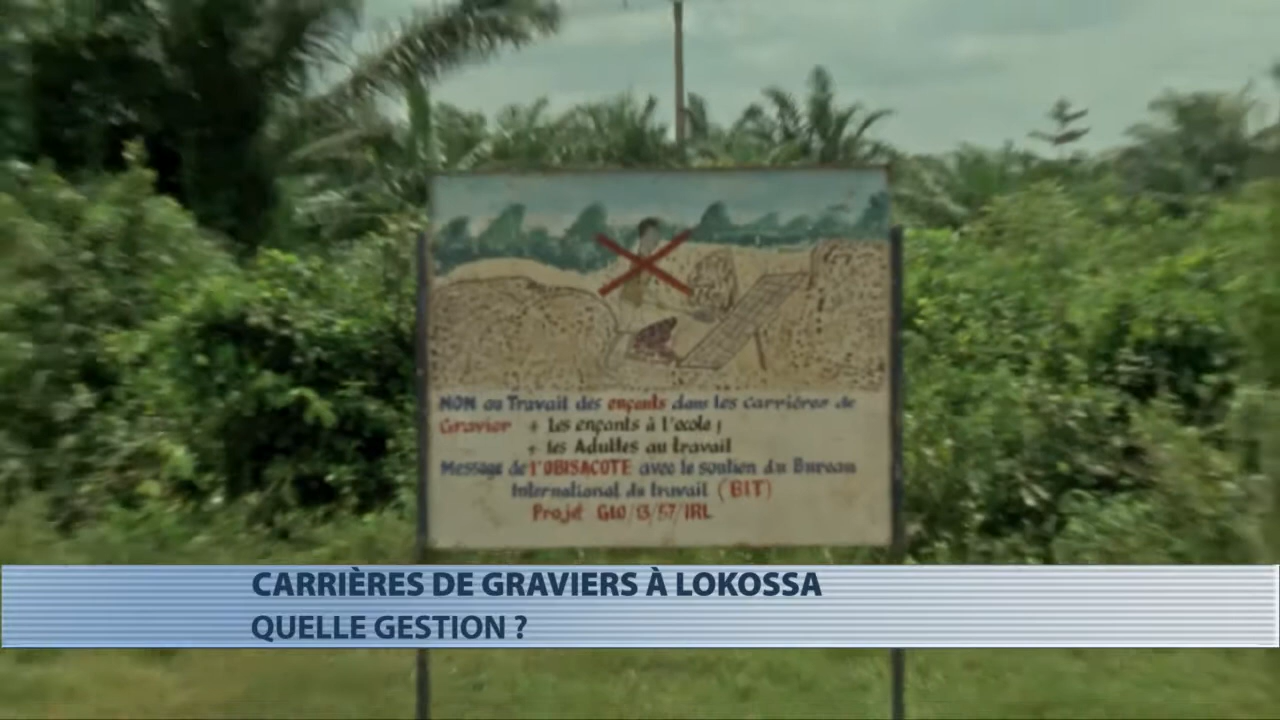 NON au Travail des enfants dans les carrières de
Gravier + Les enfants à l'ecole !
+ les Adultes au travail
Message de l'OBISACOTE avec le soutien du Bureau
International du travail (BIT)
Projet GLO/13/57/IRL
CARRIÈRES DE GRAVIERS À LOKOSSA
QUELLE GESTION ?